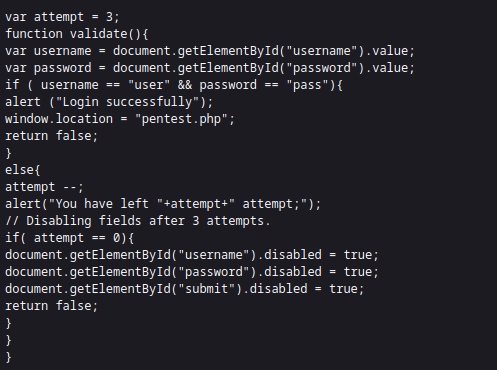 var attempt = 3;
function validate(){
var username = document.getElementById("username").value;
var password = document.getElementById("password").value;
if ( username == "user" && password == "pass"){
alert ("Login successfully");
window.location = "pentest.php";
return false;
}
else{
attempt --;
alert("You have left "+attempt+" attempt;");
// Disabling fields after 3 attempts.
if( attempt == 0){
document.getElementById("username").disabled = true;
document.getElementById("password").disabled = true;
document.getElementById("submit").disabled = true;
return false;
}
}
}